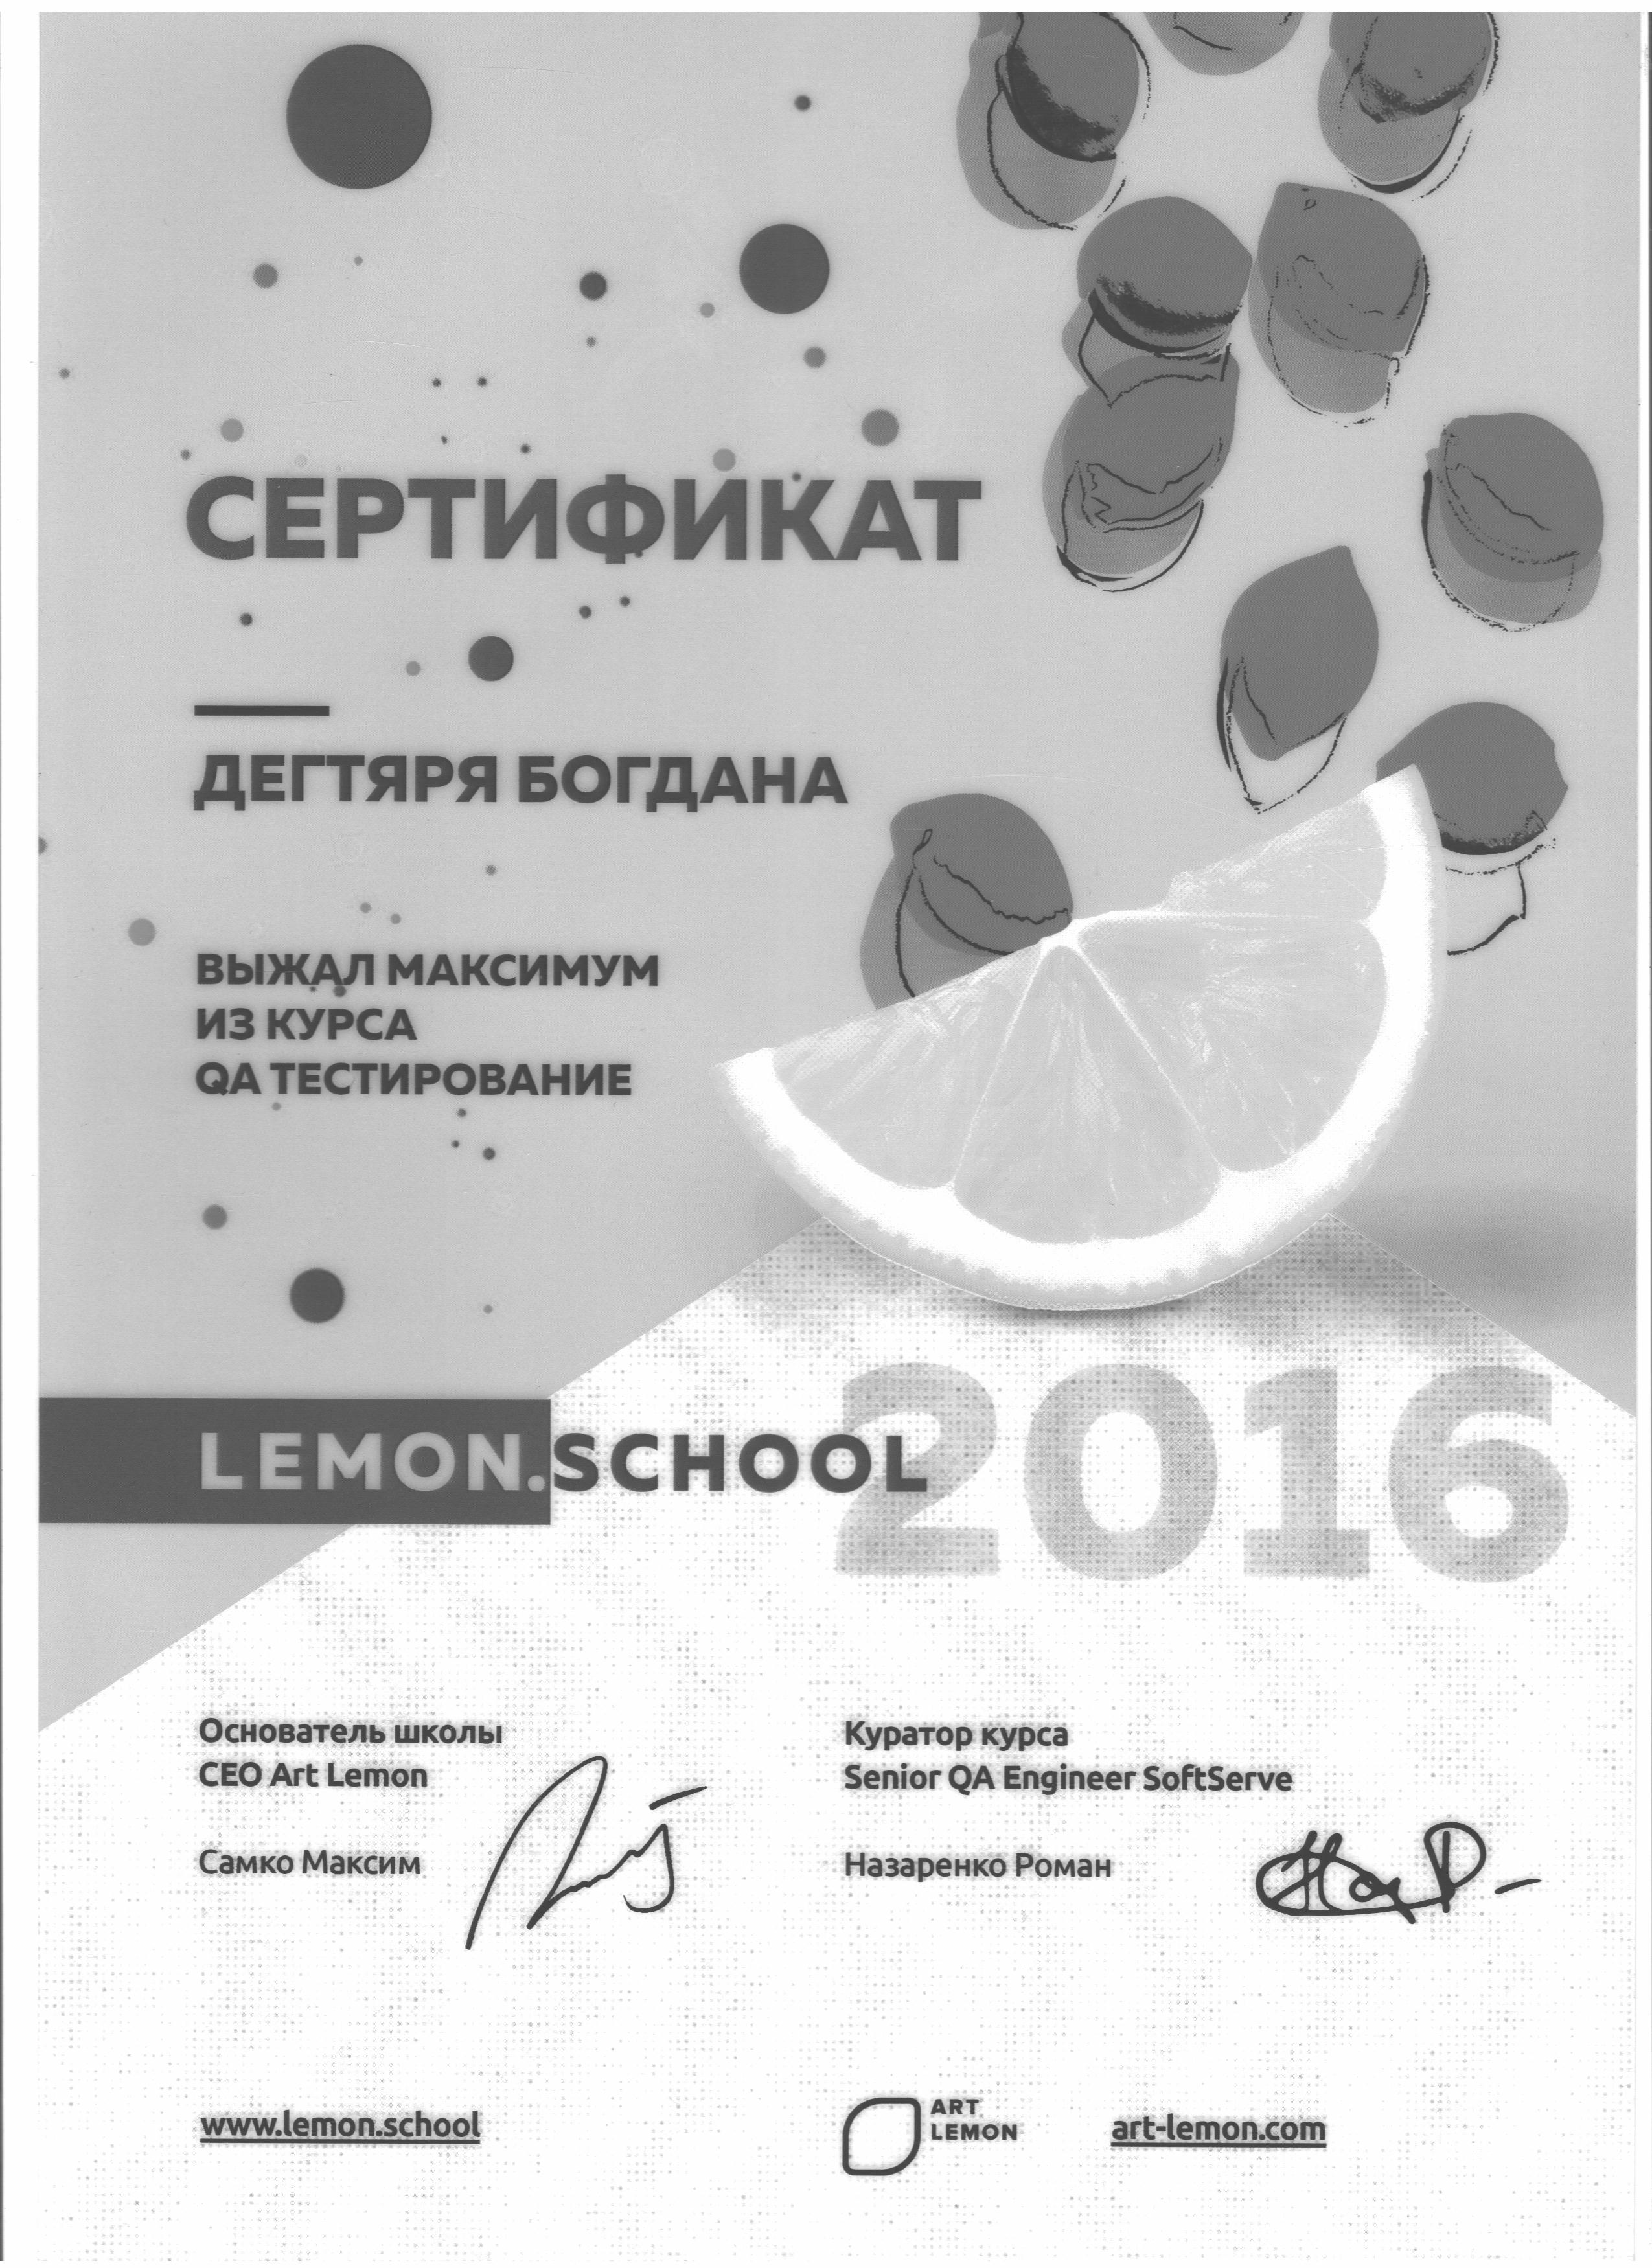 СЕРТИФИКАТ
ДЕГТЯРЯ БОГДАНА
ВЫЖАЛ МАКСИМУМ
ИЗ КУРСА
QA ТЕСТИРОВАНИЕ
2016
LEMON.SCHOOL
Основатель школы
CEO Art Lemon
Самко Максим
Куратор курса
Senior QA Engineer SoftServe
Назаренко Роман
www.lemon.school
ART
LEMON
art-lemon.com